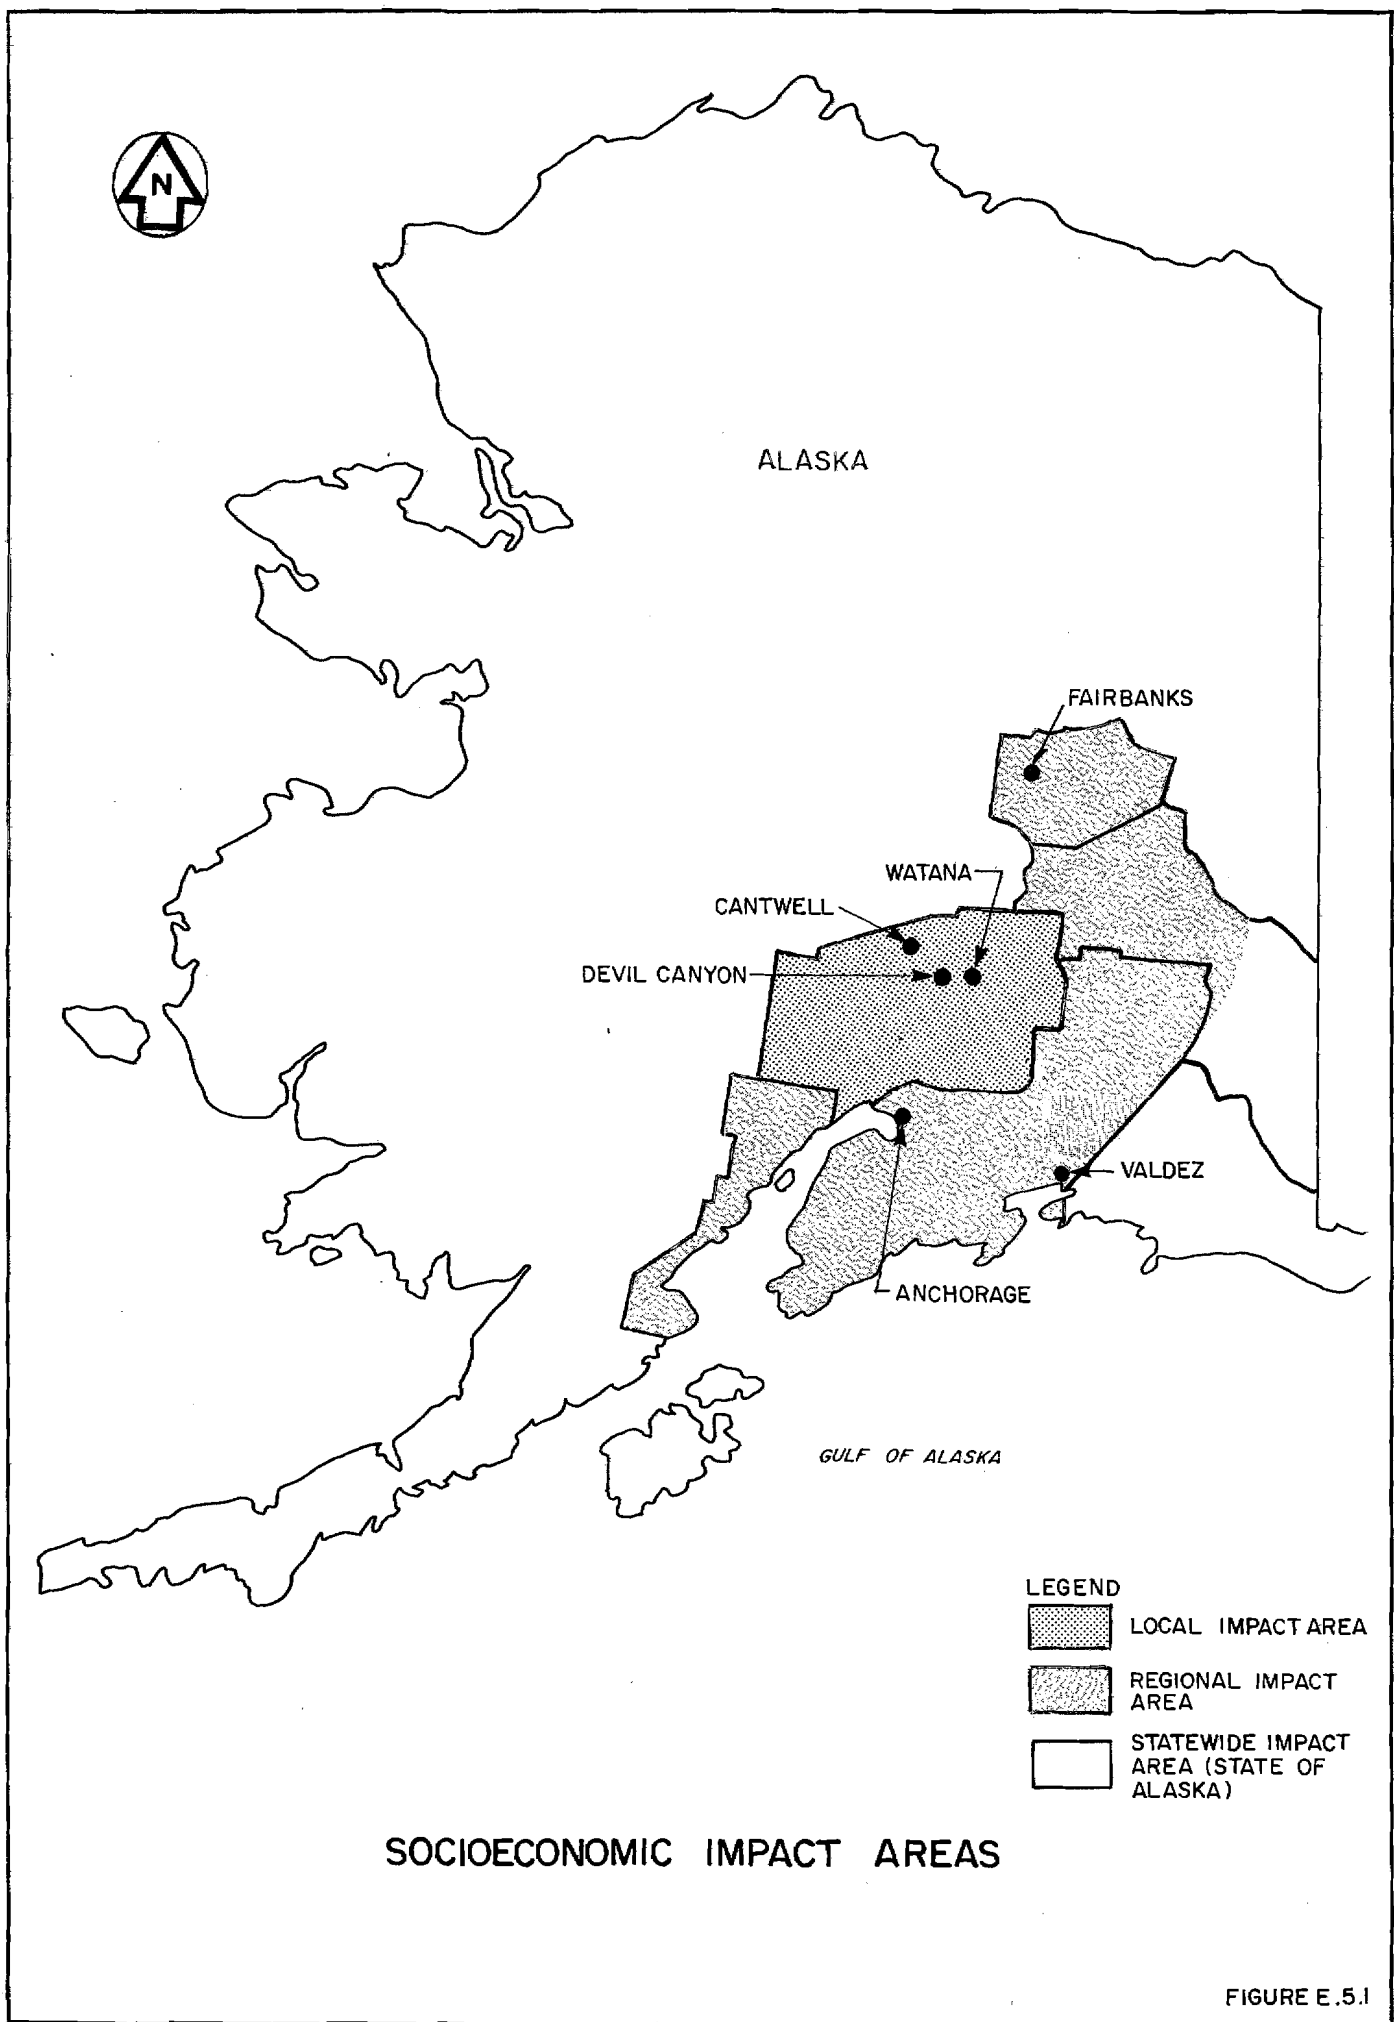 N
ALASKA
FAIRBANKS
WATANA
CANTWELL
DEVIL CANYON
VALDEZ
ANCHORAGE
GULF OF ALASKA
LEGEND
LOCAL IMPACT AREA
REGIONAL IMPACT
AREA
STATEWIDE IMPACT
AREA (STATE OF
ALASKA)
SOCIOECONOMIC IMPACT AREAS
FIGURE E.5.1